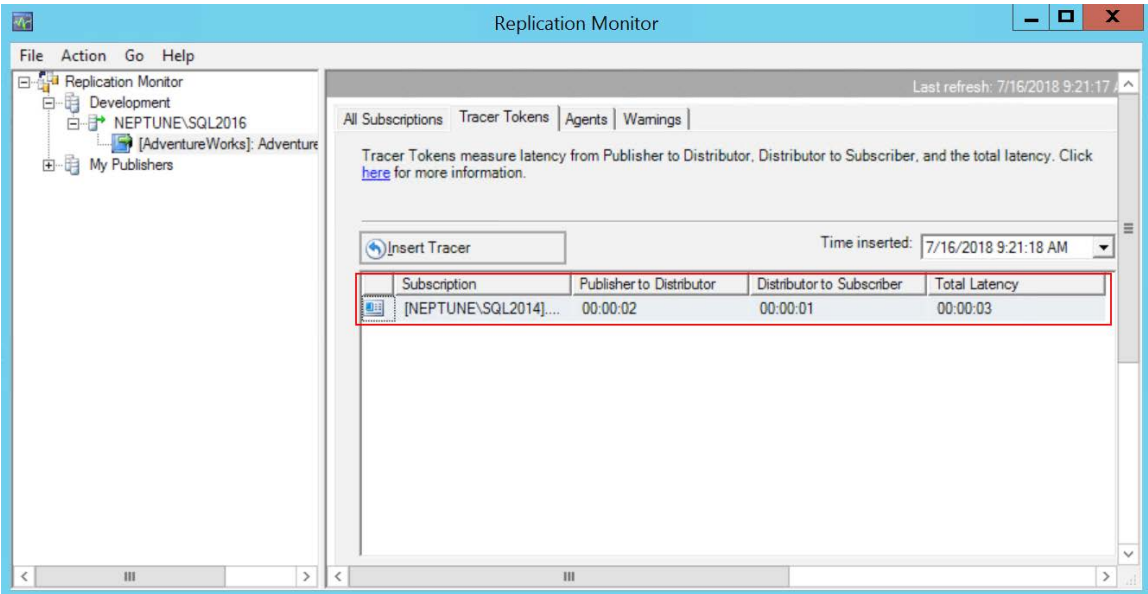 Replication Monitor
File Action Go Help
Replication Monitor
Development
NEPTUNE\SQL2016
[AdventureWorks]: Adventure
My Publishers
Last refresh: 7/16/2018 9:21:17
All Subscriptions Tracer Tokens Agents Warnings
Tracer Tokens measure latency from Publisher to Distributor, Distributor to Subscriber, and the total latency. Click
here for more information.
Insert Tracer Time inserted: 7/16/2018 9:21:18 AM
Subscription Publisher to Distributor Distributor to Subscriber Total Latency
[NEPTUNE\SQL2014].... 00:00:02 00:00:01 00:00:03